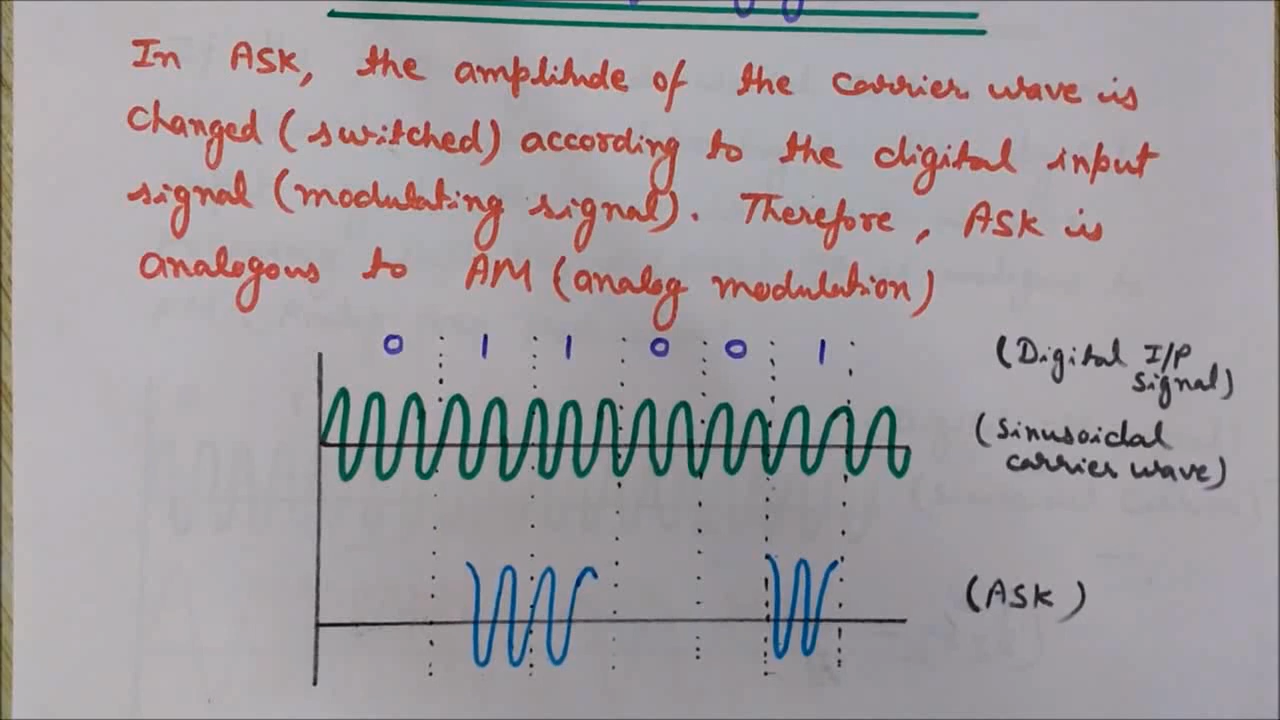 In ASK, the amplitude of the carrier wave is
changed (switched) according to the digital input
signal (modulating signal). Therefore, ASK is
analogous to AM (analog modulation)
0 1 1 0 0 1
(Digital I/P
signal)
(sinusoidal
carrier wave)
(ASK)